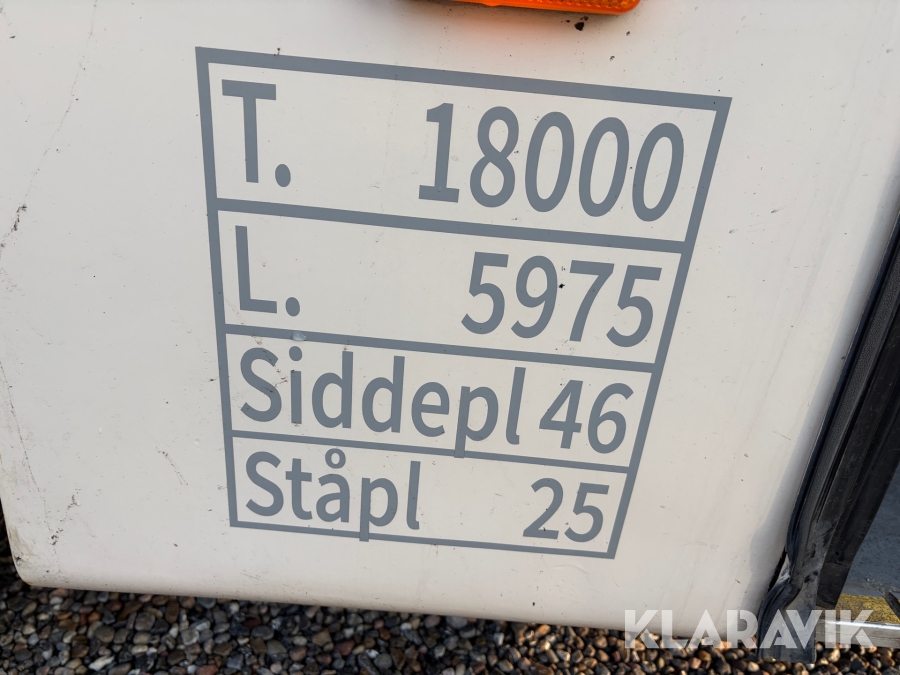 T. 18000
L. 5975
Siddepl 46
Ståpl 25
KLARAVIK